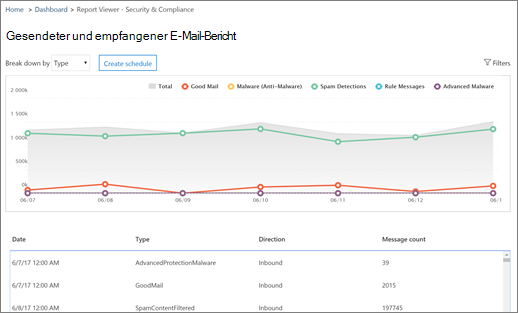 Home > Dashboard > Report Viewer - Security & Compliance
Gesendeter und empfangener E-Mail-Bericht
Break down by Type Create schedule Filters
Total Good Mail Malware (Anti-Malware) Spam Detections Rule Messages Advanced Malware
2 000k
1 500k
1 000k
500k
0k
06/07 06/08 06/09 06/10 06/11 06/12 06/1
Date Type Direction Message count
6/7/17 12:00 AM AdvancedProtectionMalware Inbound 39
6/7/17 12:00 AM GoodMail Inbound 2015
6/8/17 12:00 AM SpamContentFiltered Inbound 197745